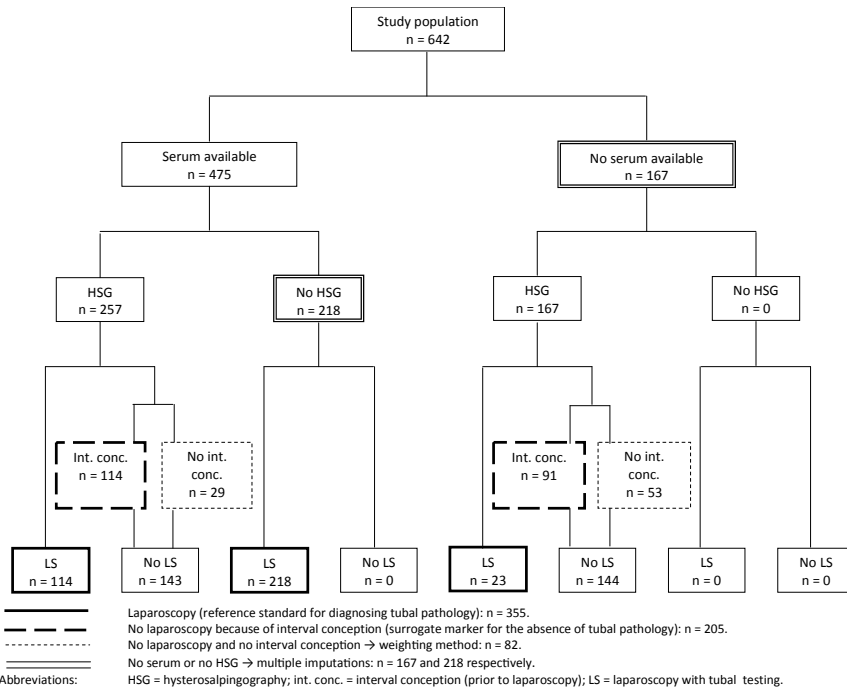 Study population
n = 642
Serum available
n = 475
No serum available
n = 167
HSG
n = 257
No HSG
n = 218
HSG
n = 167
No HSG
n = 0
Int. conc.
n = 114
No int.
conc.
n = 29
Int. conc.
n = 91
No int.
conc.
n = 53
LS
n = 114
No LS
n = 143
LS
n = 218
No LS
n = 0
LS
n = 23
No LS
n = 144
LS
n = 0
No LS
n = 0
Laparoscopy (reference standard for diagnosing tubal pathology): n = 355.
No laparoscopy because of interval conception (surrogate marker for the absence of tubal pathology): n = 205.
No laparoscopy and no interval conception → weighting method: n = 82.
No serum or no HSG → multiple imputations: n = 167 and 218 respectively.
Abbreviations: HSG = hysterosalpingography; int. conc. = interval conception (prior to laparoscopy); LS = laparoscopy with tubal testing.